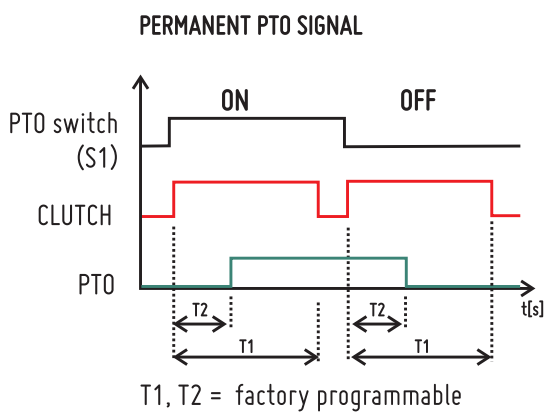 PERMANENT PTO SIGNAL
ON OFF
PTO switch
(S1)
CLUTCH
PTO
t[s]
T2 T2
T1 T1
T1, T2 = factory programmable